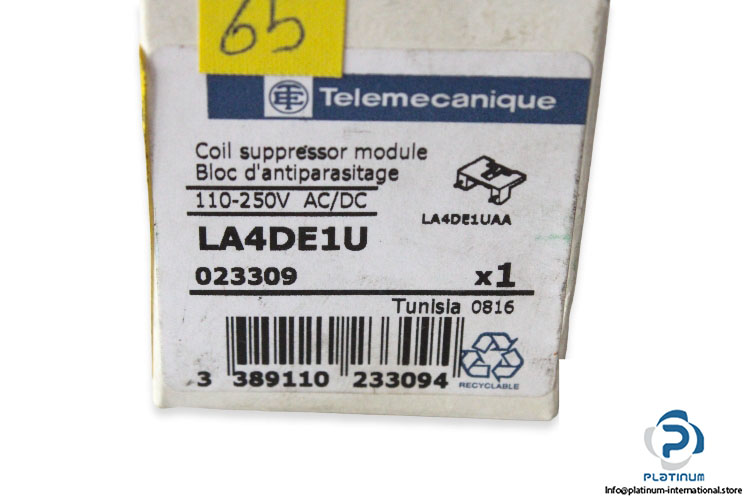 65
Telemecanique
Coil suppressor module
Bloc d'antiparasitage
110-250V AC/DC
LA4DE1UAA
LA4DE1U
023309 x1
Tunisia 0816
3 389110 233094
RECYCLABLE
PLATINUM
Info@platinum-international.store